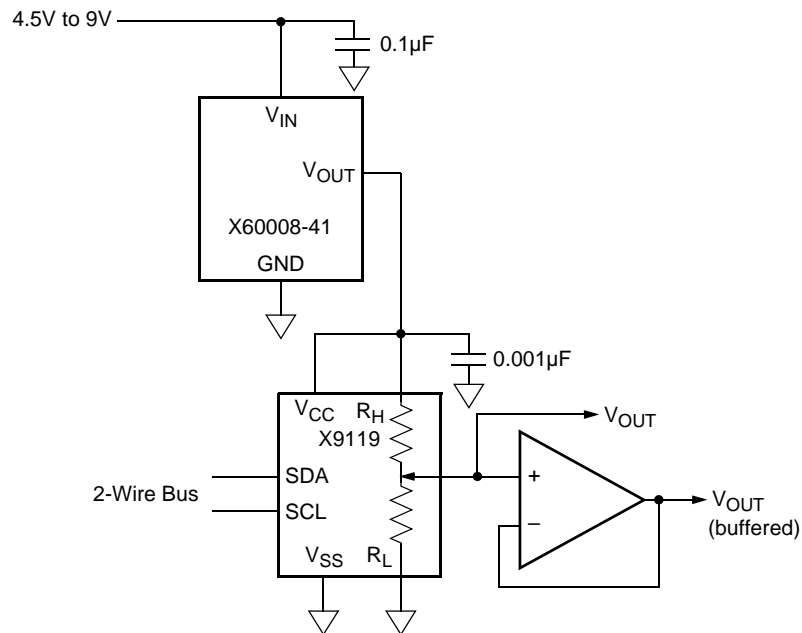 4.5V to 9V
0.1µF
VIN
VOUT
X60008-41
GND
0.001µF
VCC
RH
X9119
VOUT
SDA
2-Wire Bus
SCL
+
–
VOUT
(buffered)
VSS
RL